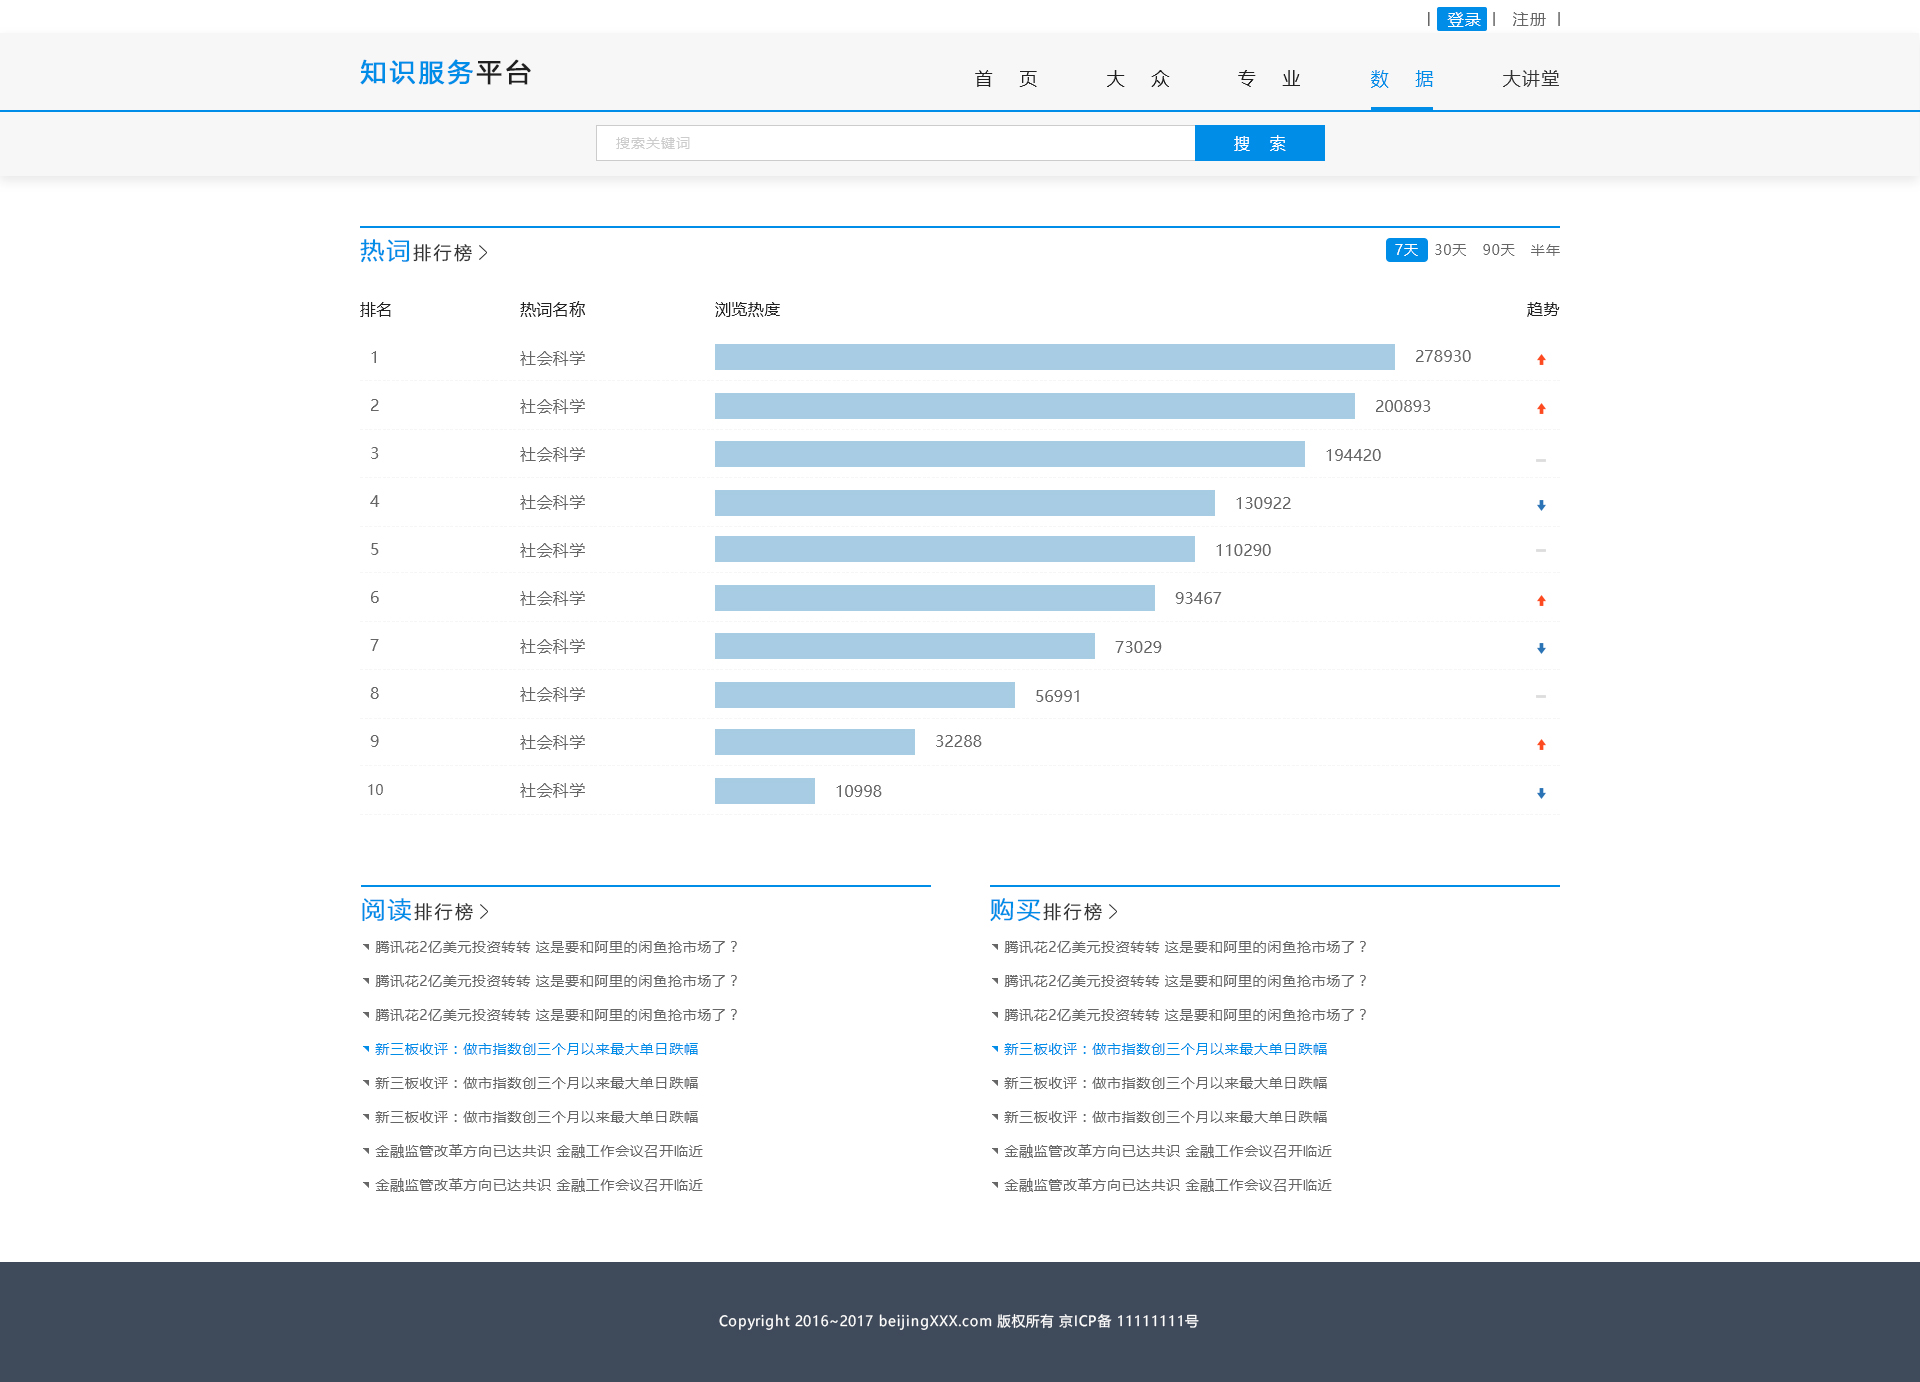 | 登录 | 注册 |
知识服务平台
首 页 大 众 专 业 数 据 大讲堂
搜索关键词 搜 索
热词排行榜 7天 30天 90天 半年
排名 热词名称 浏览热度 趋势
1 社会科学 278930
2 社会科学 200893
3 社会科学 194420
4 社会科学 130922
5 社会科学 110290
6 社会科学 93467
7 社会科学 73029
8 社会科学 56991
9 社会科学 32288
10 社会科学 10998
阅读排行榜
腾讯花2亿美元投资转转 这是要和阿里的闲鱼抢市场了？
腾讯花2亿美元投资转转 这是要和阿里的闲鱼抢市场了？
腾讯花2亿美元投资转转 这是要和阿里的闲鱼抢市场了？
新三板收评：做市指数创三个月以来最大单日跌幅
新三板收评：做市指数创三个月以来最大单日跌幅
新三板收评：做市指数创三个月以来最大单日跌幅
金融监管改革方向已达共识 金融工作会议召开临近
金融监管改革方向已达共识 金融工作会议召开临近
购买排行榜
腾讯花2亿美元投资转转 这是要和阿里的闲鱼抢市场了？
腾讯花2亿美元投资转转 这是要和阿里的闲鱼抢市场了？
腾讯花2亿美元投资转转 这是要和阿里的闲鱼抢市场了？
新三板收评：做市指数创三个月以来最大单日跌幅
新三板收评：做市指数创三个月以来最大单日跌幅
新三板收评：做市指数创三个月以来最大单日跌幅
金融监管改革方向已达共识 金融工作会议召开临近
金融监管改革方向已达共识 金融工作会议召开临近
Copyright 2016~2017 beijingXXX.com 版权所有 京ICP备 11111111号